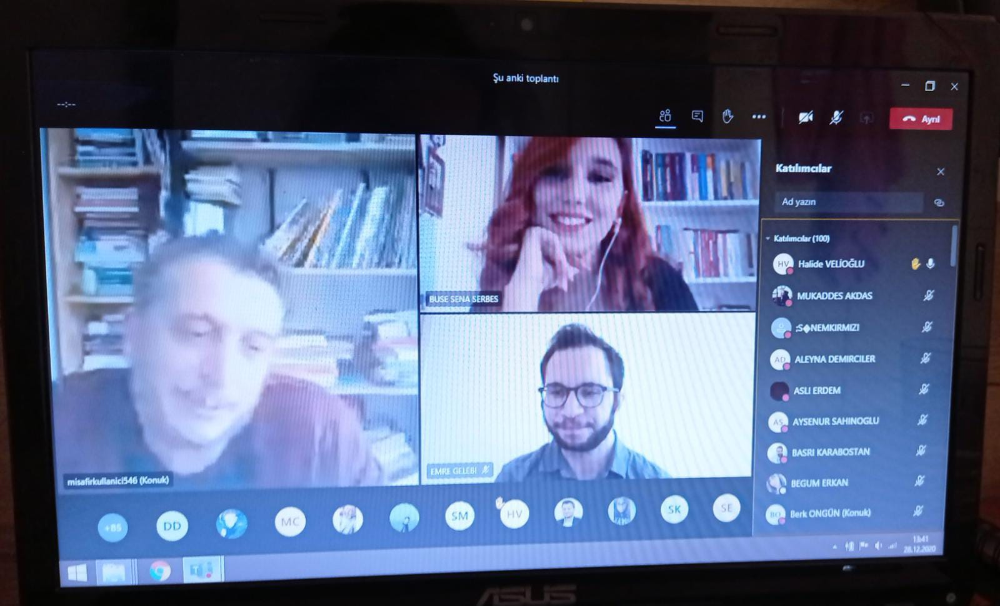 Şu anki toplantı
--:--
Ayrıl
Katılımcılar
Ad yazın
Katılımcılar (100)
HV Halide VELİOĞLU
MUKADDES AKDAS
:S�NEMKIRMIZI
AD ALEYNA DEMIRCILER
ASLI ERDEM
AS AYSENUR SAHINOGLU
BASRI KARABOSTAN
BEGUM ERKAN
Berk ONGÜN (Konuk)
BUSE SENA SERBES
EMRE GELEBI
misafirkullanici546 (Konuk)
+85
DD
MC
SM
HV
SK
SE
13:41
28.12.2020
ASUS